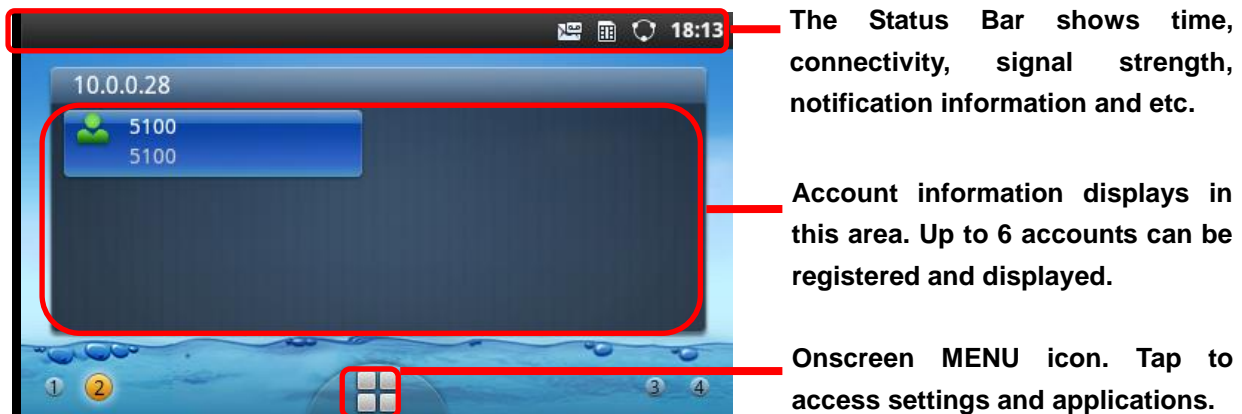 18:13
The Status Bar shows time,
connectivity, signal strength,
notification information and etc.
10.0.0.28
5100
5100
Account information displays in
this area. Up to 6 accounts can be
registered and displayed.
1 2 3 4
Onscreen MENU icon. Tap to
access settings and applications.